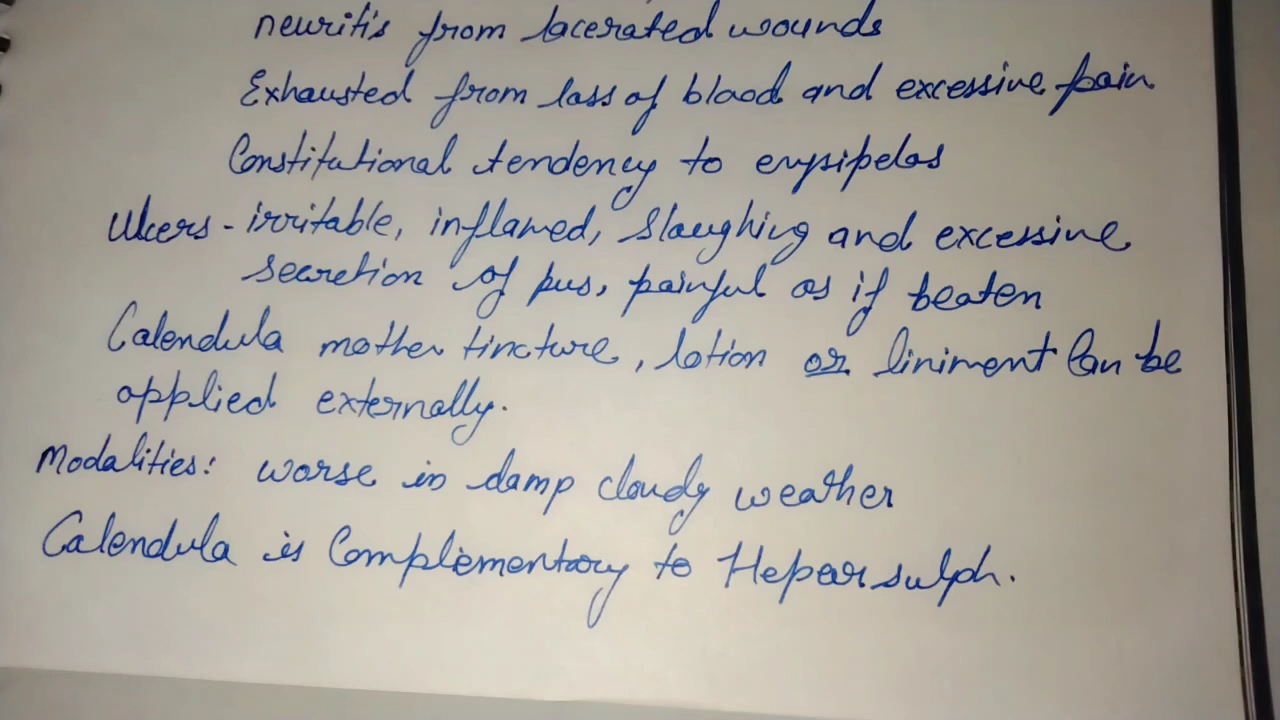 neuritis from lacerated wounds
Exhausted from loss of blood and excessive pain
Constitutional tendency to erysipelas
Ulcers - irritable, inflamed, Sloughing and excessive
secretion of pus, painful as if beaten
Calendula mother tincture, lotion or liniment can be
applied externally.
Modalities: worse in damp cloudy weather
Calendula is Complementary to Hepar sulph.